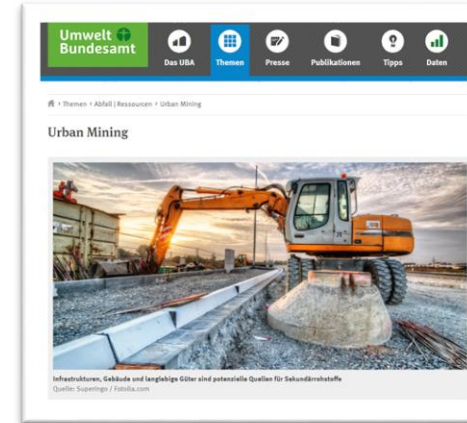 Umwelt
Bundesamt
Das UBA
Themen
Presse
Publikationen
Tipps
Daten
Themen › Abfall | Ressourcen › Urban Mining
Urban Mining
Infrastrukturen, Gebäude und langlebige Güter sind potenzielle Quellen für Sekundärrohstoffe
Quelle: Superingo / Fotolia.com